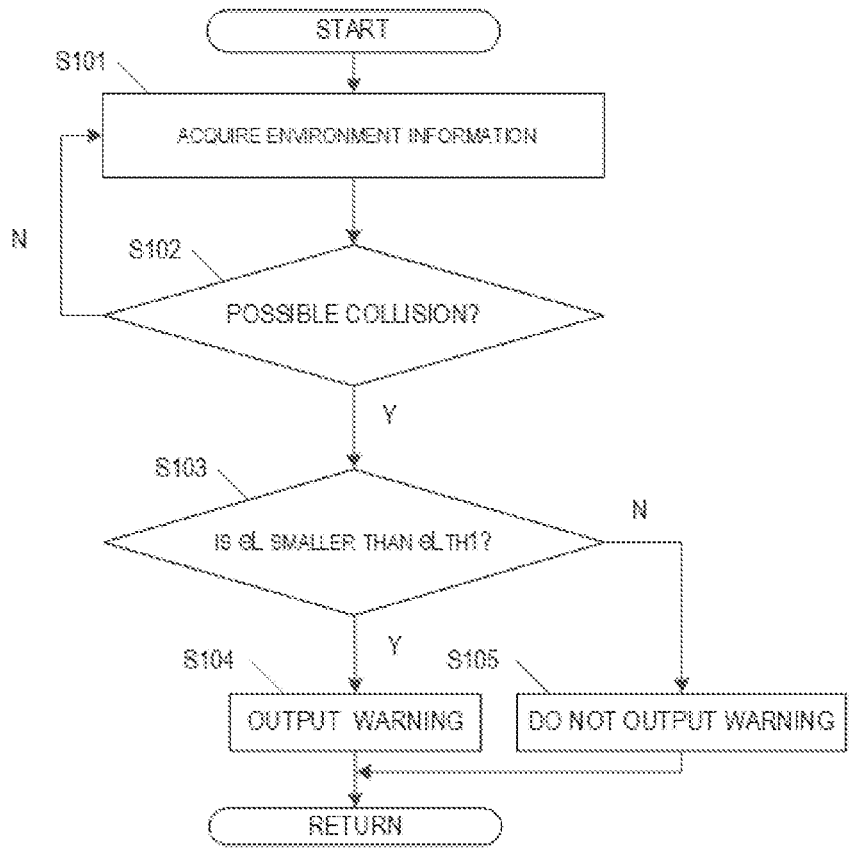 START
S101
ACQUIRE ENVIRONMENT INFORMATION
N
S102
POSSIBLE COLLISION?
Y
S103
N
IS θL SMALLER THAN θLTH1?
Y
S104
S105
OUTPUT WARNING
DO NOT OUTPUT WARNING
RETURN